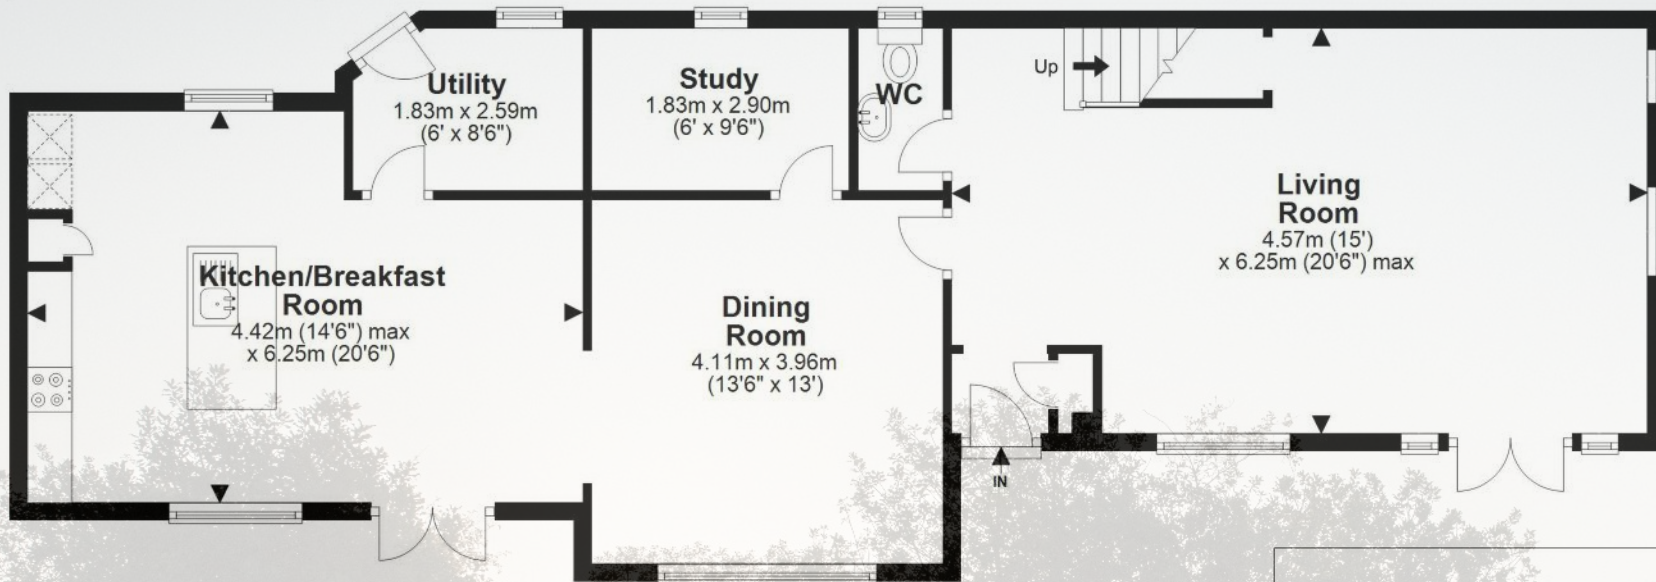 Utility
1.83m x 2.59m
(6' x 8'6")
Study
1.83m x 2.90m
(6' x 9'6")
WC
Up
Living
Room
4.57m (15')
x 6.25m (20'6") max
Kitchen/Breakfast
Room
4.42m (14'6") max
x 6.25m (20'6")
Dining
Room
4.11m x 3.96m
(13'6" x 13')
IN